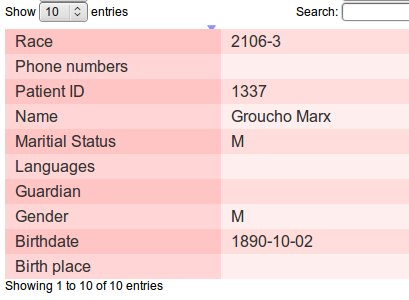 Show 10 entries Search:
Race 2106-3
Phone numbers
Patient ID 1337
Name Groucho Marx
Maritial Status M
Languages
Guardian
Gender M
Birthdate 1890-10-02
Birth place
Showing 1 to 10 of 10 entries